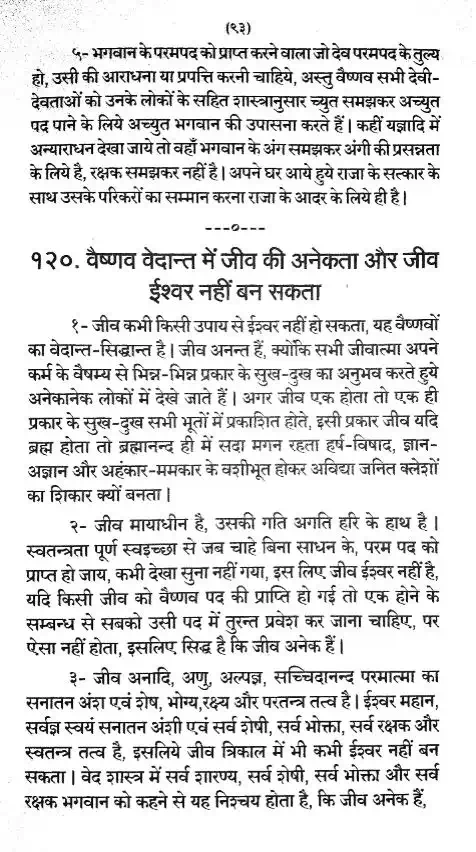 (९३)
५- भगवान के परमपद को प्राप्त करने वाला जो देव परमपद के तुल्य
हो, उसी की आराधना या प्रपत्ति करनी चाहिये, अस्तु वैष्णव सभी देवी-
देवताओं को उनके लोकों के सहित शास्त्रानुसार च्युत समझकर अच्युत
पद पाने के लिये अच्युत भगवान की उपासना करते हैं। कहीं यज्ञादि में
अन्याराधन देखा जाये तो वहाँ भगवान के अंग समझकर अंगी की प्रसन्नता
के लिये है, रक्षक समझकर नहीं है। अपने घर आये हुये राजा के सत्कार के
साथ उसके परिकरों का सम्मान करना राजा के आदर के लिये ही है।
---०---
१२०. वैष्णव वेदान्त में जीव की अनेकता और जीव
ईश्वर नहीं बन सकता
१- जीव कभी किसी उपाय से ईश्वर नहीं हो सकता, यह वैष्णवों
का वेदान्त-सिद्धान्त है। जीव अनन्त हैं, क्योंकि सभी जीवात्मा अपने
कर्म के वैषम्य से भिन्न-भिन्न प्रकार के सुख-दुख का अनुभव करते हुये
अनेकानेक लोकों में देखे जाते हैं। अगर जीव एक होता तो एक ही
प्रकार के सुख-दुख सभी भूतों में प्रकाशित होते, इसी प्रकार जीव यदि
ब्रह्म होता तो ब्रह्मानन्द ही में सदा मगन रहता हर्ष-विषाद, ज्ञान-
अज्ञान और अहंकार-ममकार के वशीभूत होकर अविद्या जनित क्लेशों
का शिकार क्यों बनता।
२- जीव मायाधीन है, उसकी गति अगति हरि के हाथ है।
स्वतन्त्रता पूर्ण स्वइच्छा से जब चाहे बिना साधन के, परम पद को
प्राप्त हो जाय, कभी देखा सुना नहीं गया, इस लिए जीव ईश्वर नहीं है,
यदि किसी जीव को वैष्णव पद की प्राप्ति हो गई तो एक होने के
सम्बन्ध से सबको उसी पद में तुरन्त प्रवेश कर जाना चाहिए, पर
ऐसा नहीं होता, इसलिए सिद्ध है कि जीव अनेक हैं।
३- जीव अनादि, अणु, अल्पज्ञ, सच्चिदानन्द परमात्मा का
सनातन अंश एवं शेष, भोग्य,रक्ष्य और परतन्त्र तत्व है। ईश्वर महान,
सर्वज्ञ स्वयं सनातन अंशी एवं सर्व शेषी, सर्व भोक्ता, सर्व रक्षक और
स्वतन्त्र तत्व है, इसलिये जीव त्रिकाल में भी कभी ईश्वर नहीं बन
सकता। वेद शास्त्र में सर्व शारण्य, सर्व शेषी, सर्व भोक्ता और सर्व
रक्षक भगवान को कहने से यह निश्चय होता है, कि जीव अनेक हैं,